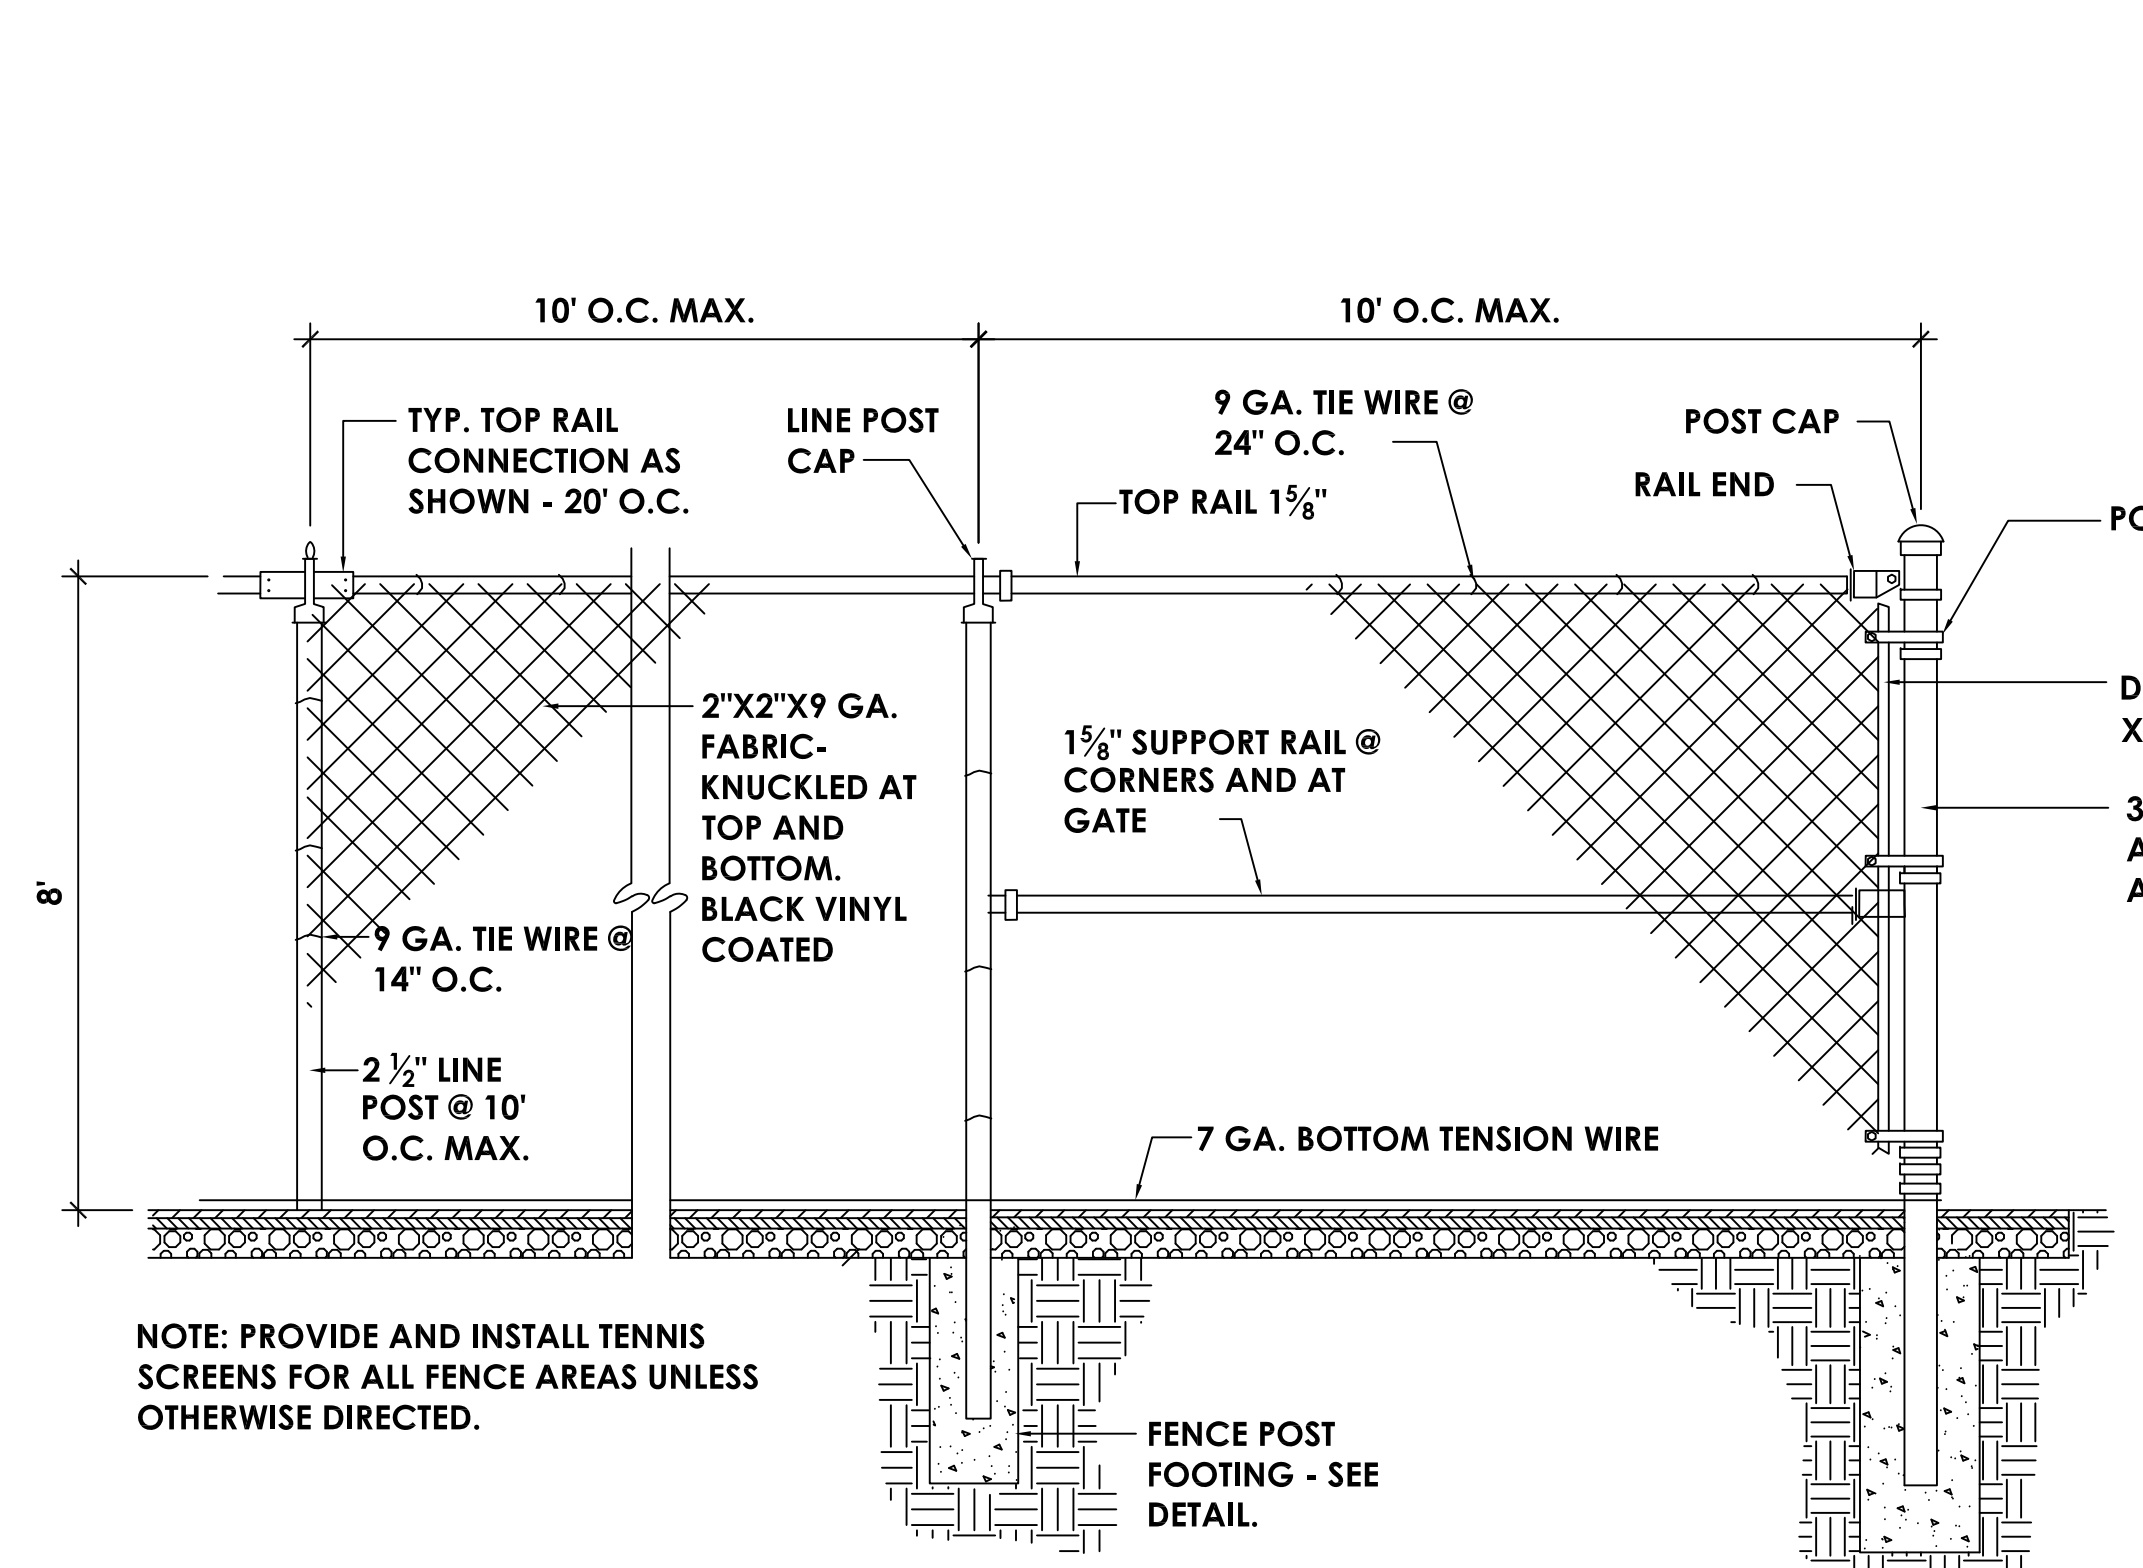 10' O.C. MAX.
10' O.C. MAX.
TYP. TOP RAIL
CONNECTION AS
SHOWN - 20' O.C.
LINE POST
CAP
9 GA. TIE WIRE @
24" O.C.
TOP RAIL 1⅝"
POST CAP
RAIL END
PO
D
X
3
A
A
2"X2"X9 GA.
FABRIC-
KNUCKLED AT
TOP AND
BOTTOM.
BLACK VINYL
COATED
1⅝" SUPPORT RAIL @
CORNERS AND AT
GATE
8'
9 GA. TIE WIRE @
14" O.C.
2 ½" LINE
POST @ 10'
O.C. MAX.
7 GA. BOTTOM TENSION WIRE
NOTE: PROVIDE AND INSTALL TENNIS
SCREENS FOR ALL FENCE AREAS UNLESS
OTHERWISE DIRECTED.
FENCE POST
FOOTING - SEE
DETAIL.